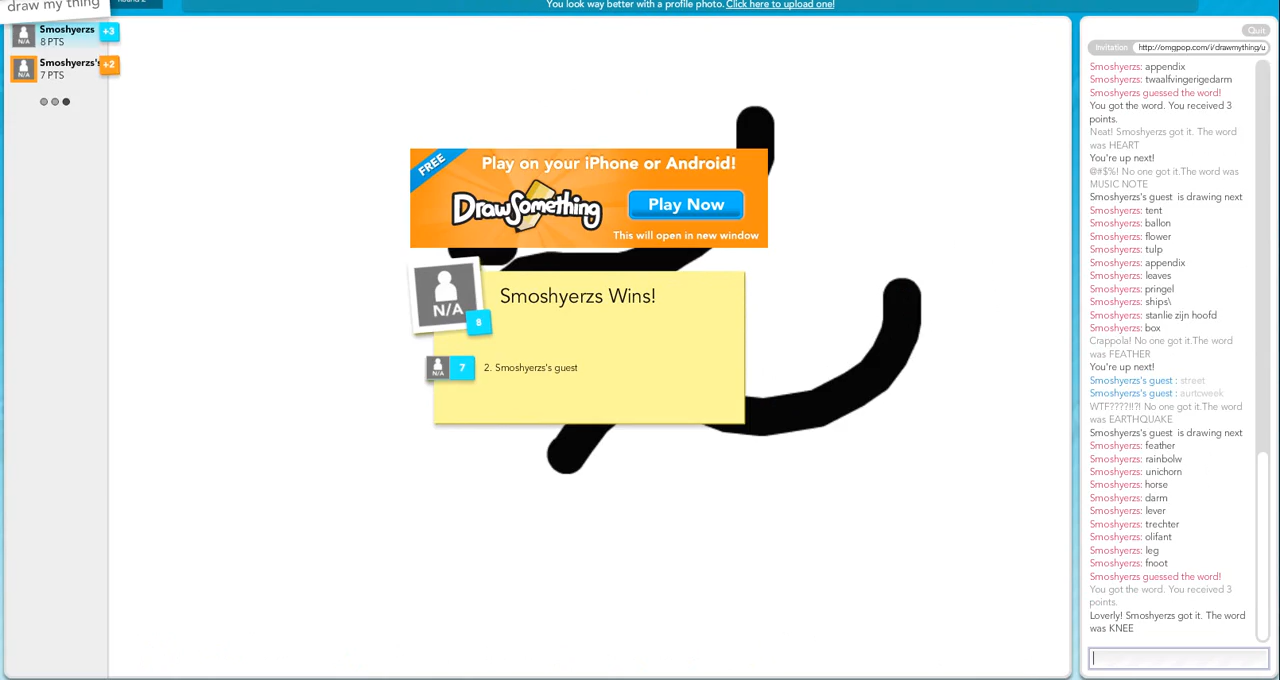 draw my thing
You look way better with a profile photo. Click here to upload one!
Smoshyerzs
8 PTS
+3
N/A
Smoshyerzs's
7 PTS
+2
N/A
FREE
Play on your iPhone or Android!
DrawSomething
Play Now
This will open in new window
N/A
8
Smoshyerzs Wins!
N/A
7
2. Smoshyerzs's guest
Quit
Invitation
http://omgpop.com/i/drawmything/u
Smoshyerzs: appendix
Smoshyerzs: twaalfvingerigedarm
Smoshyerzs guessed the word!
You got the word. You received 3
points.
Neat! Smoshyerzs got it. The word
was HEART
You're up next!
@#$%! No one got it.The word was
MUSIC NOTE
Smoshyerzs's guest is drawing next
Smoshyerzs: tent
Smoshyerzs: ballon
Smoshyerzs: flower
Smoshyerzs: tulp
Smoshyerzs: appendix
Smoshyerzs: leaves
Smoshyerzs: pringel
Smoshyerzs: ships\
Smoshyerzs: stanlie zijn hoofd
Smoshyerzs: box
Crappola! No one got it.The word
was FEATHER
You're up next!
Smoshyerzs's guest : street
Smoshyerzs's guest : aurtcweek
WTF????!!?! No one got it.The word
was EARTHQUAKE
Smoshyerzs's guest is drawing next
Smoshyerzs: feather
Smoshyerzs: rainbolw
Smoshyerzs: unichorn
Smoshyerzs: horse
Smoshyerzs: darm
Smoshyerzs: lever
Smoshyerzs: trechter
Smoshyerzs: olifant
Smoshyerzs: leg
Smoshyerzs: fnoot
Smoshyerzs guessed the word!
You got the word. You received 3
points.
Loverly! Smoshyerzs got it. The word
was KNEE